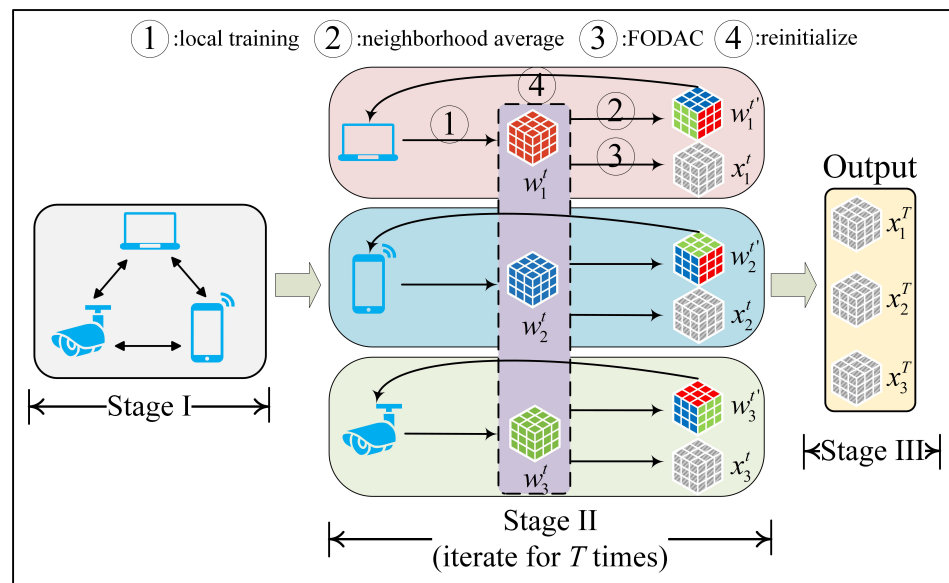 ① :local training ② :neighborhood average ③ :FODAC ④ :reinitialize
④
①
②
③
w₁ᵗ
w₁ᵗ'
x₁ᵗ
w₂ᵗ
w₂ᵗ'
x₂ᵗ
w₃ᵗ
w₃ᵗ'
x₃ᵗ
Output
x₁ᵀ
x₂ᵀ
x₃ᵀ
Stage I
Stage II
(iterate for T times)
Stage III